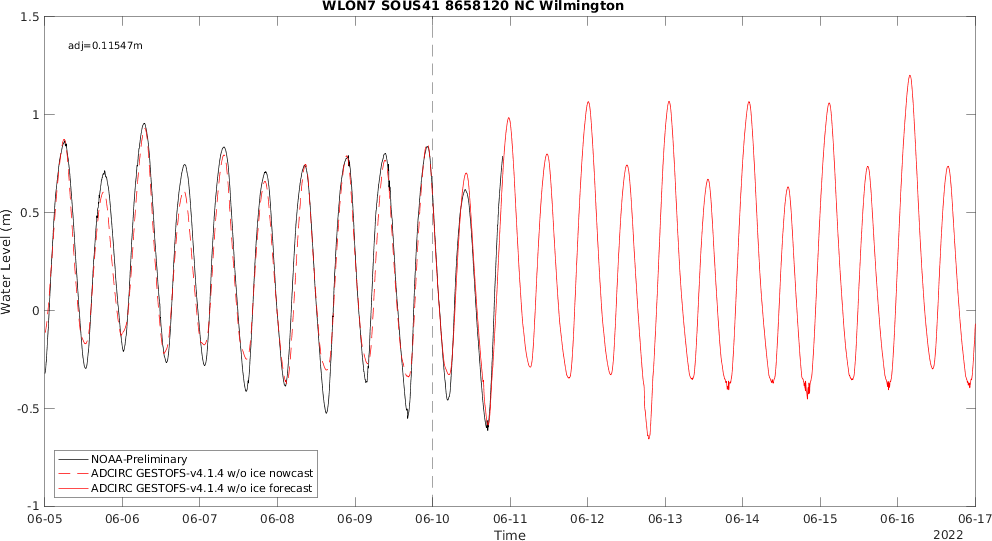 WLON7 SOUS41 8658120 NC Wilmington
1.5
adj=0.11547m
1
0.5
Water Level (m)
0
-0.5
NOAA-Preliminary
ADCIRC GESTOFS-v4.1.4 w/o ice nowcast
ADCIRC GESTOFS-v4.1.4 w/o ice forecast
-1
06-05 06-06 06-07 06-08 06-09 06-10 06-11 06-12 06-13 06-14 06-15 06-16 06-17
Time
2022